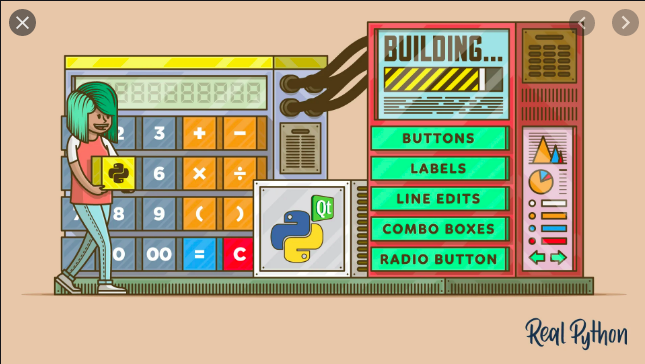 BUILDING...
88888888
2 3 + −
6 × ÷
8 9 ( )
0 00 = C
Qt
BUTTONS
LABELS
LINE EDITS
COMBO BOXES
RADIO BUTTON
Real Python